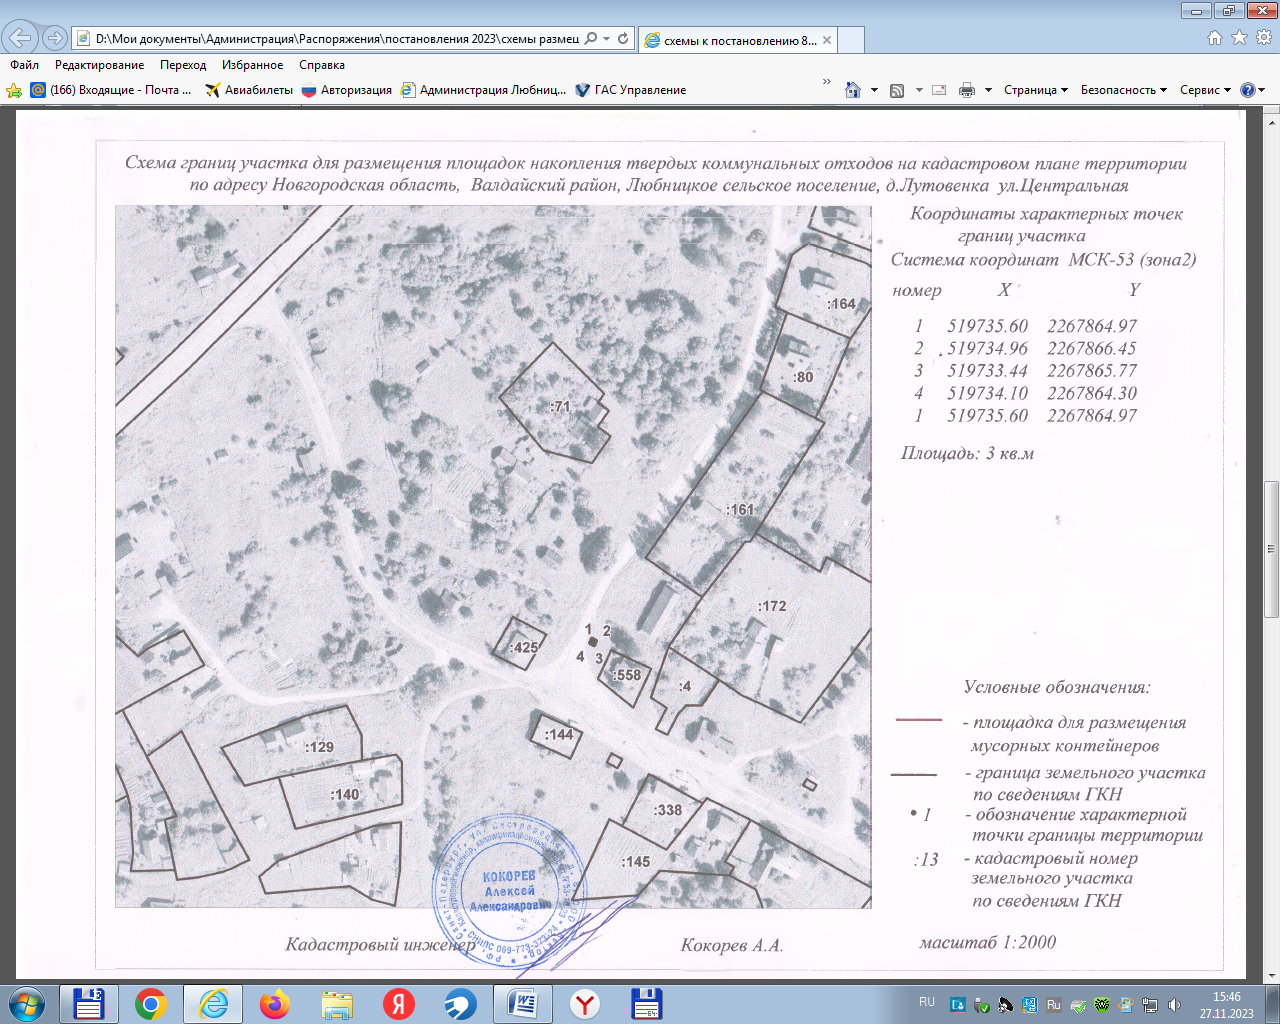 D:\Мои документы\Администрация\Распоряжения\постановления 2023\схемы размец
схемы к постановлению 8...
Файл Редактирование Переход Избранное Справка
(166) Входящие - Почта ... Авиабилеты Авторизация Администрация Любниц... ГАС Управление
Страница Безопасность Сервис
Схема границ участка для размещения площадок накопления твердых коммунальных отходов на кадастровом плане территории
по адресу Новгородская область, Валдайский район, Любницкое сельское поселение, д.Лутовенка ул.Центральная
Координаты характерных точек
границ участка
Система координат МСК-53 (зона2)
номер X Y
1 519735.60 2267864.97
2 519734.96 2267866.45
3 519733.44 2267865.77
4 519734.10 2267864.30
1 519735.60 2267864.97
Площадь: 3 кв.м
:164
:80
:71
:161
:172
1 2
:425
4 3
:558
:4
:144
:129
:140
:338
:145
Условные обозначения:
- площадка для размещения
мусорных контейнеров
- граница земельного участка
по сведениям ГКН
1 - обозначение характерной
точки границы территории
:13 - кадастровый номер
земельного участка
по сведениям ГКН
КОКОРЕВ
Алексей
Александрович
СНИЛС 069-773-373-24
Кадастровый инженер
Кокорев А.А.
масштаб 1:2000
RU
15:46
27.11.2023